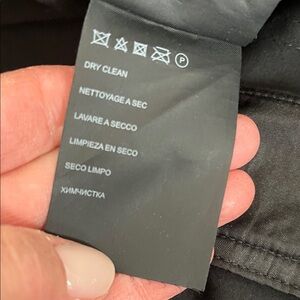 P
DRY CLEAN
NETTOYAGE A SEC
LAVARE A SECCO
LIMPIEZA EN SECO
SECO LIMPO
ХИМЧИСТКА